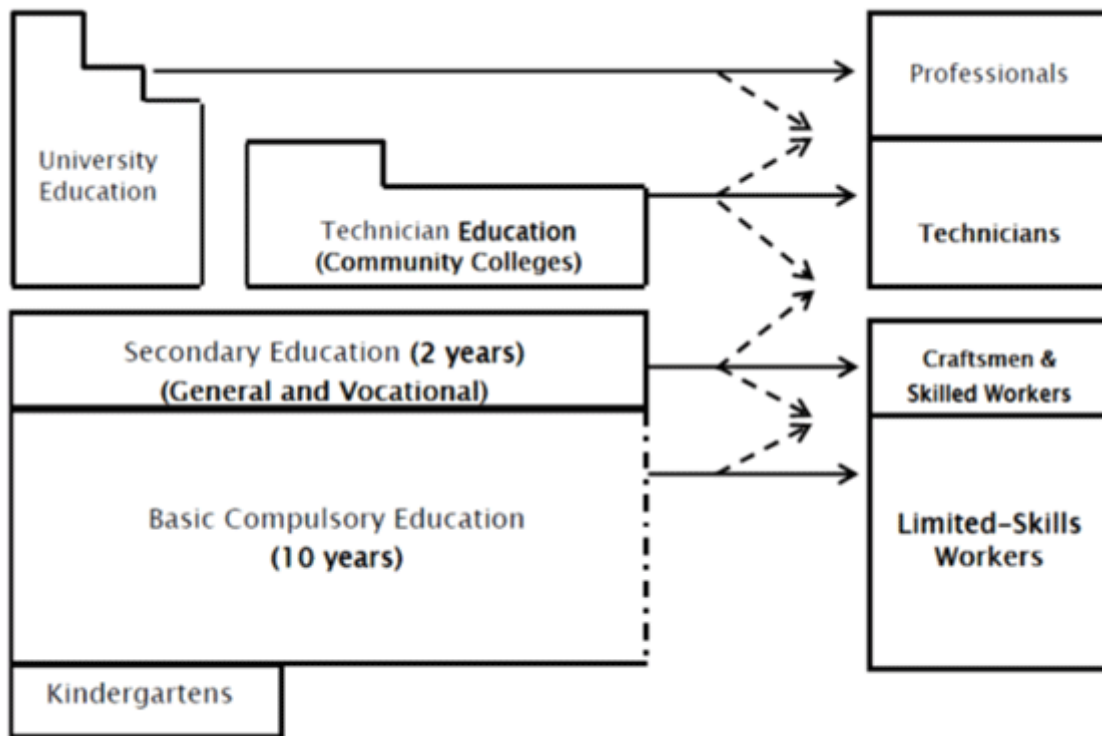 University
Education
Technician Education
(Community Colleges)
Secondary Education (2 years)
(General and Vocational)
Basic Compulsory Education
(10 years)
Kindergartens
Professionals
Technicians
Craftsmen &
Skilled Workers
Limited-Skills
Workers